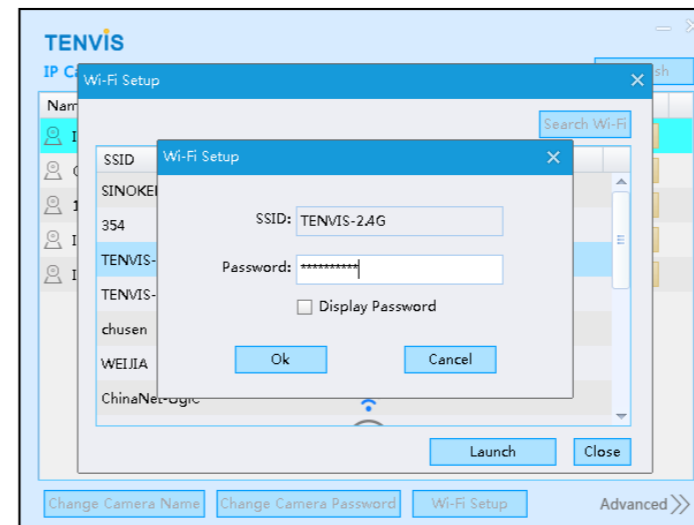 TENVIS
IP C
Wi-Fi Setup
sh
Nam
Search Wi-Fi
SSID
Wi-Fi Setup
SINOKE
354
SSID: TENVIS-2.4G
TENVIS-
Password: **********
TENVIS-
Display Password
chusen
WEIJIA
Ok Cancel
ChinaNet-
Launch Close
Change Camera Name Change Camera Password Wi-Fi Setup Advanced